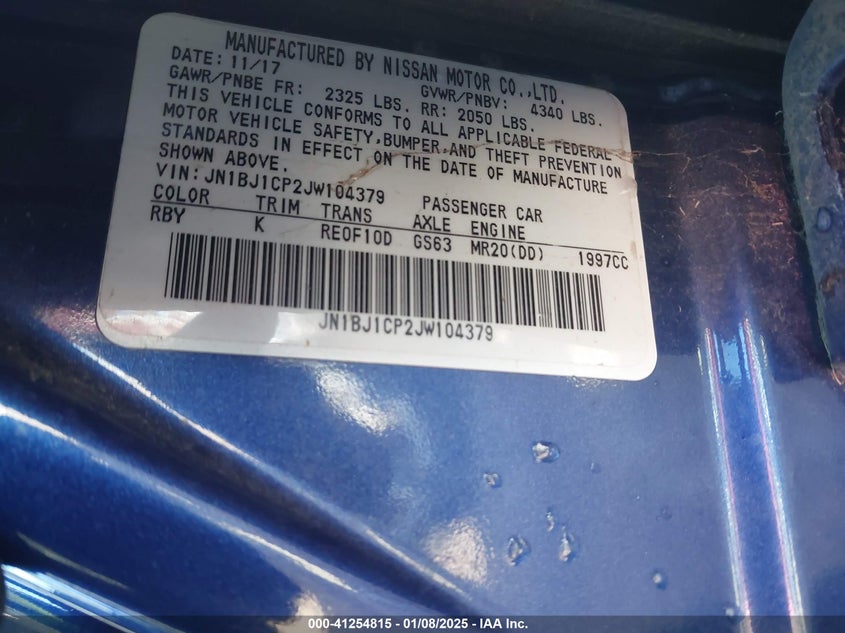 MANUFACTURED BY NISSAN MOTOR CO.,LTD.
DATE: 11/17
GAWR/PNBE FR: 2325 LBS. RR: 2050 LBS. GVWR/PNBV: 4340 LBS.
THIS VEHICLE CONFORMS TO ALL APPLICABLE FEDERAL
MOTOR VEHICLE SAFETY,BUMPER,AND THEFT PREVENTION
STANDARDS IN EFFECT ON THE DATE OF MANUFACTURE
SHOWN ABOVE.
VIN:JN1BJ1CP2JW104379 PASSENGER CAR
COLOR TRIM TRANS AXLE ENGINE
RBY K RE0F10D GS63 MR20(DD) 1997CC
JN1BJ1CP2JW104379
000-41254815 - 01/08/2025 - IAA Inc.